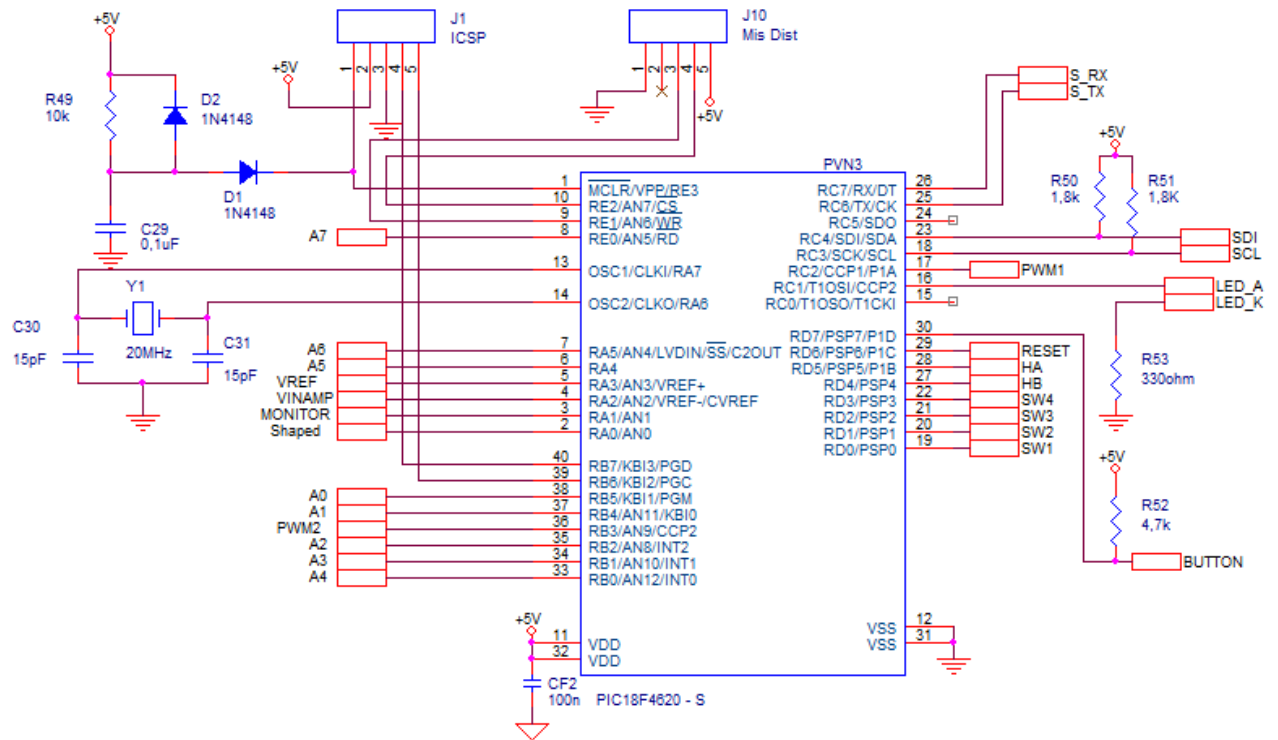 +5V
R49
10k
D2
1N4148
D1
1N4148
C29
0,1uF
+5V
J1
ICSP
1
2
3
4
5
J10
Mis Dist
1
2
3
4
5
+5V
A7
Y1
20MHz
C30
15pF
C31
15pF
A6
A5
VREF
VINAMP
MONITOR
Shaped
A0
A1
PWM2
A2
A3
A4
PVN3
1 MCLR/VPP/RE3
10 RE2/AN7/CS
9 RE1/AN6/WR
8 RE0/AN5/RD
13 OSC1/CLKI/RA7
14 OSC2/CLKO/RA6
7 RA5/AN4/LVDIN/SS/C2OUT
6 RA4
5 RA3/AN3/VREF+
4 RA2/AN2/VREF-/CVREF
3 RA1/AN1
2 RA0/AN0
40 RB7/KBI3/PGD
39 RB6/KBI2/PGC
38 RB5/KBI1/PGM
37 RB4/AN11/KBI0
36 RB3/AN9/CCP2
35 RB2/AN8/INT2
34 RB1/AN10/INT1
33 RB0/AN12/INT0
+5V
11 VDD
32 VDD
CF2
100n
PIC18F4620 - S
RC7/RX/DT 26
RC6/TX/CK 25
RC5/SDO 24
RC4/SDI/SDA 23
RC3/SCK/SCL 18
RC2/CCP1/P1A 17
RC1/T1OSI/CCP2 16
RC0/T1OSO/T1CKI 15
RD7/PSP7/P1D 30
RD6/PSP6/P1C 29
RD5/PSP5/P1B 28
RD4/PSP4 27
RD3/PSP3 22
RD2/PSP2 21
RD1/PSP1 20
RD0/PSP0 19
VSS 12
VSS 31
S_RX
S_TX
+5V
R50
1,8k
R51
1,8K
SDI
SCL
PWM1
LED_A
LED_K
RESET
HA
HB
SW4
SW3
SW2
SW1
R53
330ohm
+5V
R52
4,7k
BUTTON